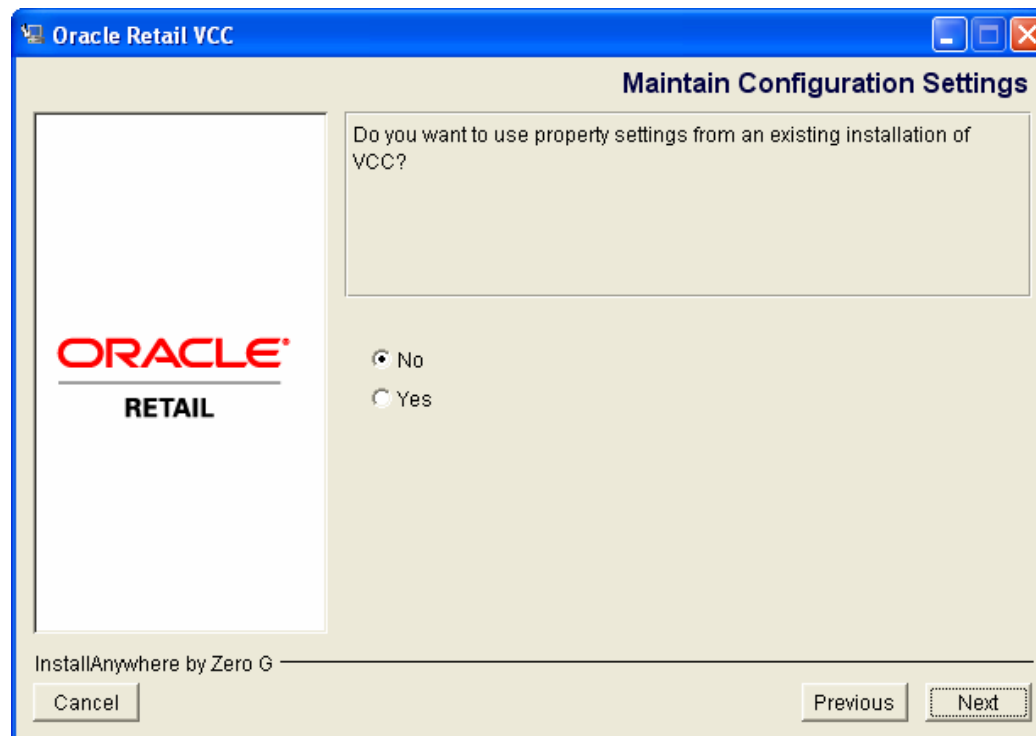 Oracle Retail VCC
Maintain Configuration Settings
Do you want to use property settings from an existing installation of
VCC?
ORACLE
RETAIL
No
Yes
InstallAnywhere by Zero G
Cancel
Previous
Next